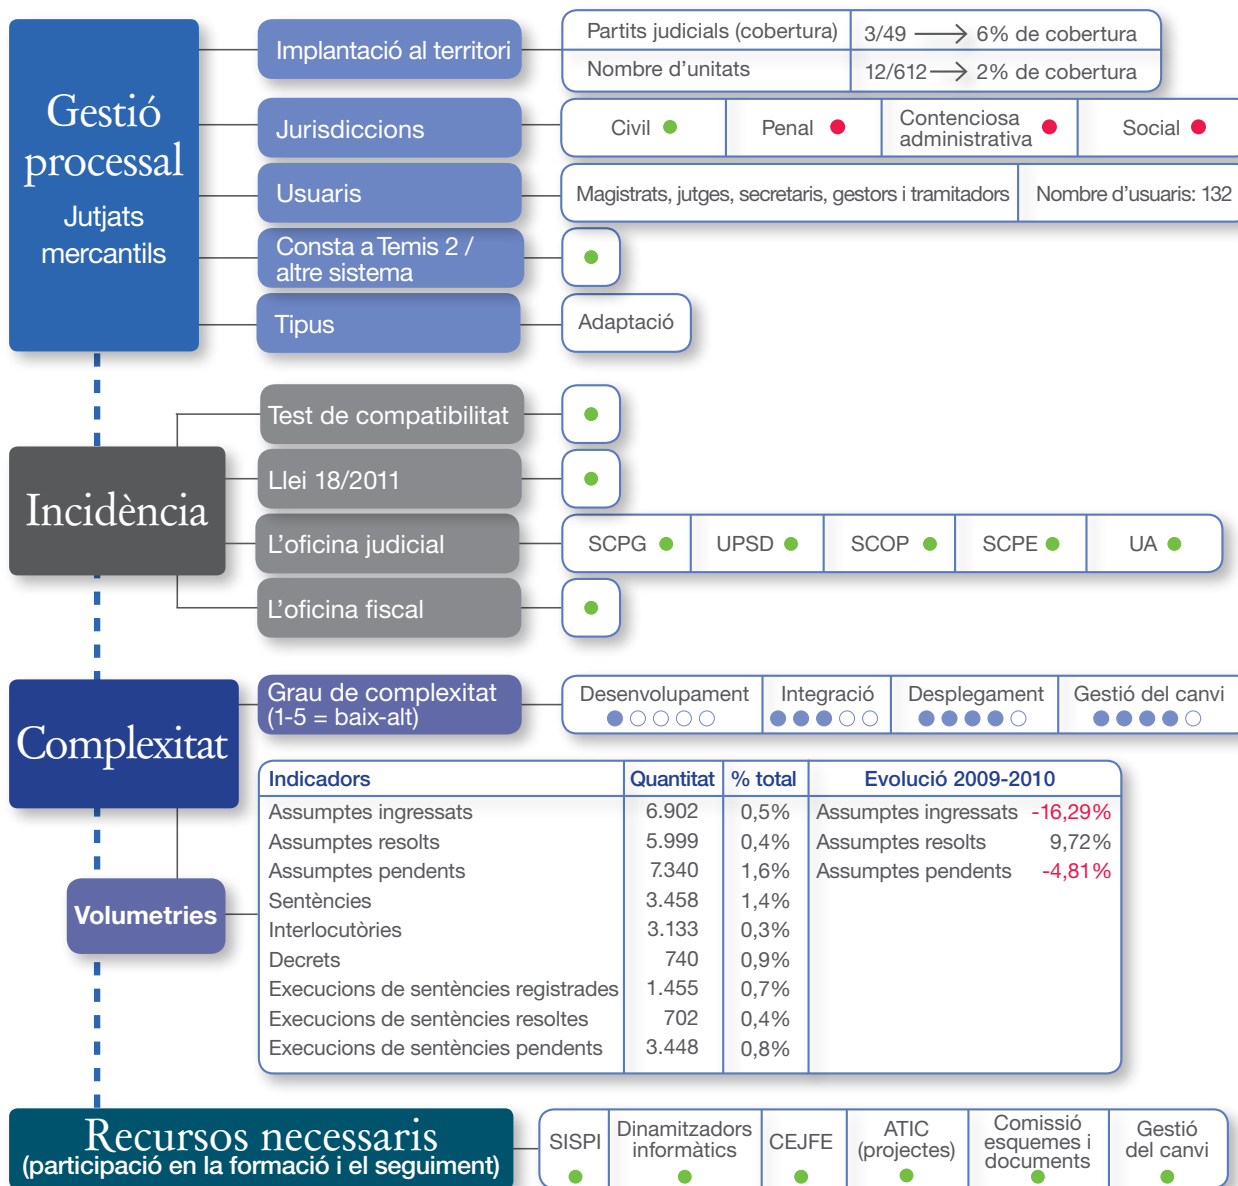 Gestió
processal
Jutjats
mercantils
Implantació al territori
Partits judicials (cobertura) 3/49 → 6% de cobertura
Nombre d'unitats 12/612 → 2% de cobertura
Jurisdiccions
Civil
Penal
Contenciosa
administrativa
Social
Usuaris
Magistrats, jutges, secretaris, gestors i tramitadors
Nombre d'usuaris: 132
Consta a Temis 2 /
altre sistema
Tipus
Adaptació
Incidència
Test de compatibilitat
Llei 18/2011
L'oficina judicial
SCPG
UPSD
SCOP
SCPE
UA
L'oficina fiscal
Complexitat
Grau de complexitat
(1-5 = baix-alt)
Desenvolupament
Integració
Desplegament
Gestió del canvi
Volumetries
Indicadors Quantitat % total Evolució 2009-2010
Assumptes ingressats 6.902 0,5% Assumptes ingressats -16,29%
Assumptes resolts 5.999 0,4% Assumptes resolts 9,72%
Assumptes pendents 7.340 1,6% Assumptes pendents -4,81%
Sentències 3.458 1,4%
Interlocutòries 3.133 0,3%
Decrets 740 0,9%
Execucions de sentències registrades 1.455 0,7%
Execucions de sentències resoltes 702 0,4%
Execucions de sentències pendents 3.448 0,8%
Recursos necessaris
(participació en la formació i el seguiment)
SISPI
Dinamitzadors
informàtics
CEJFE
ATIC
(projectes)
Comissió
esquemes i
documents
Gestió
del canvi